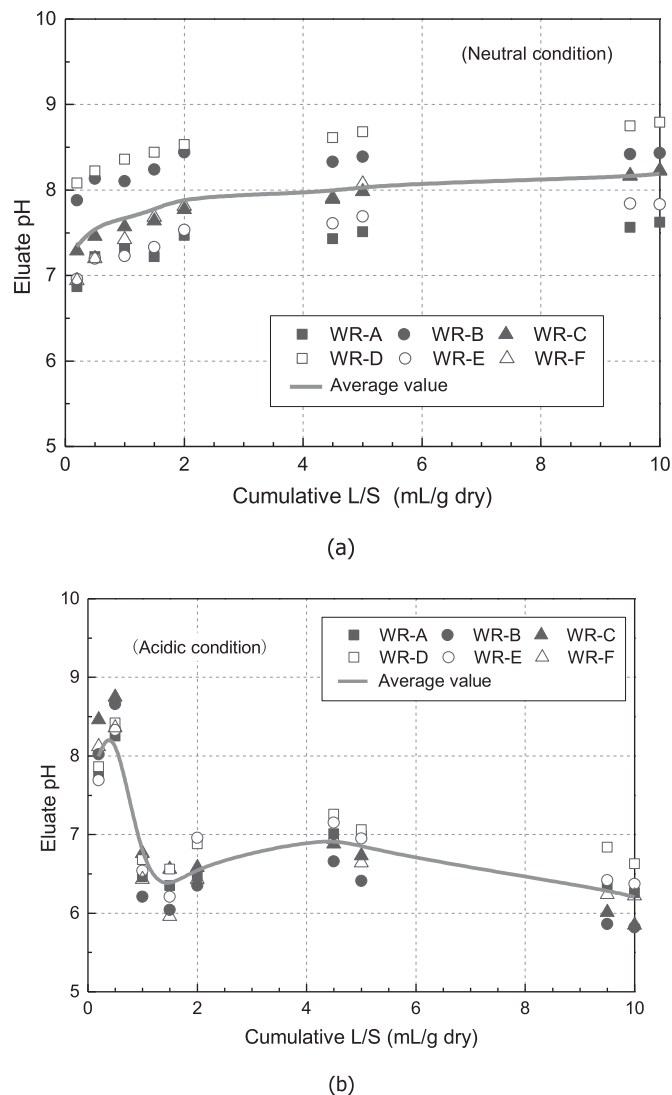 10
(Neutral condition)
9
8
7
6
5
Eluate pH
WR-A WR-B WR-C
WR-D WR-E WR-F
Average value
0 2 4 6 8 10
Cumulative L/S (mL/g dry)
(a)
10
(Acidic condition)
9
8
7
6
5
Eluate pH
WR-A WR-B WR-C
WR-D WR-E WR-F
Average value
0 2 4 6 8 10
Cumulative L/S (mL/g dry)
(b)